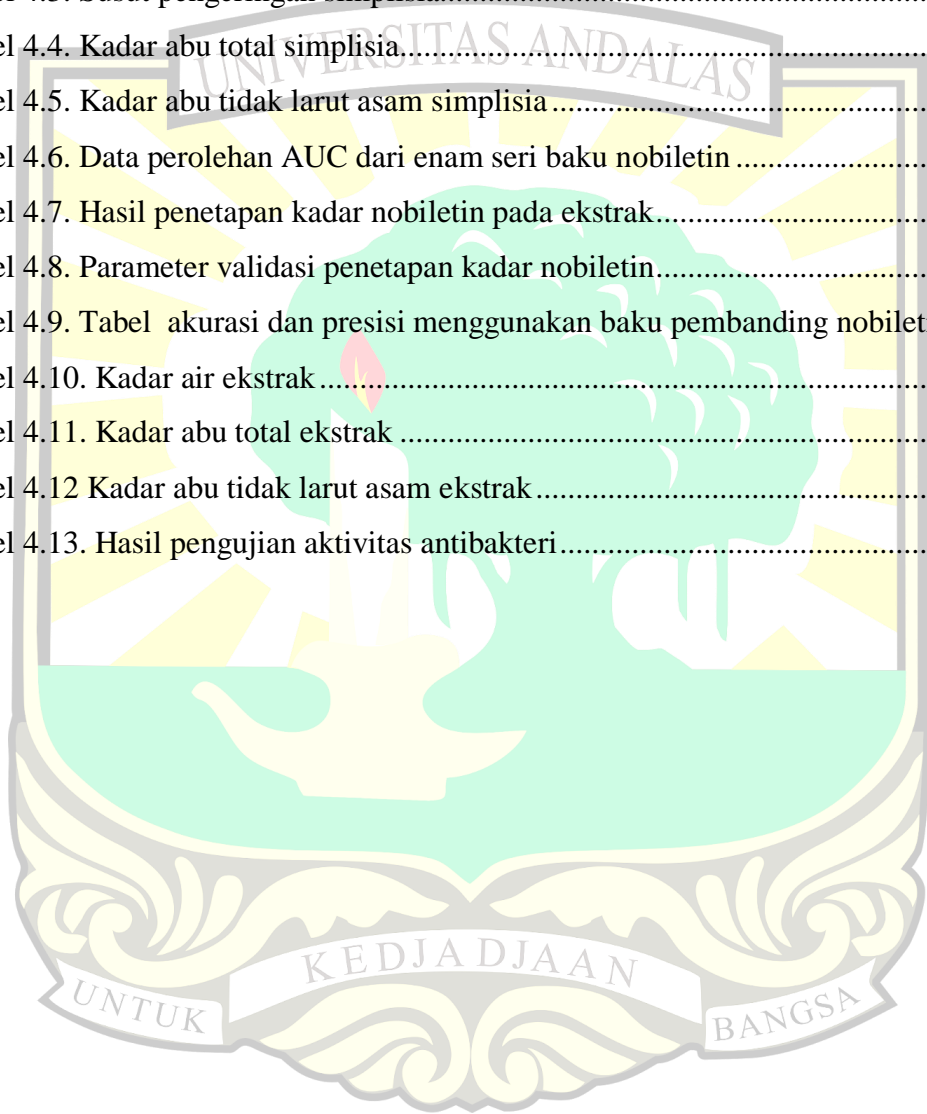 el 4.3. Susut pengeringan simplisia
el 4.4. Kadar abu total simplisia
el 4.5. Kadar abu tidak larut asam simplisia
el 4.6. Data perolehan AUC dari enam seri baku nobiletin
el 4.7. Hasil penetapan kadar nobiletin pada ekstrak
el 4.8. Parameter validasi penetapan kadar nobiletin
el 4.9. Tabel akurasi dan presisi menggunakan baku pembanding nobileti
el 4.10. Kadar air ekstrak
el 4.11. Kadar abu total ekstrak
el 4.12 Kadar abu tidak larut asam ekstrak
el 4.13. Hasil pengujian aktivitas antibakteri
UNIVERSITAS ANDALAS
KEDJADJAAN
UNTUK BANGSA